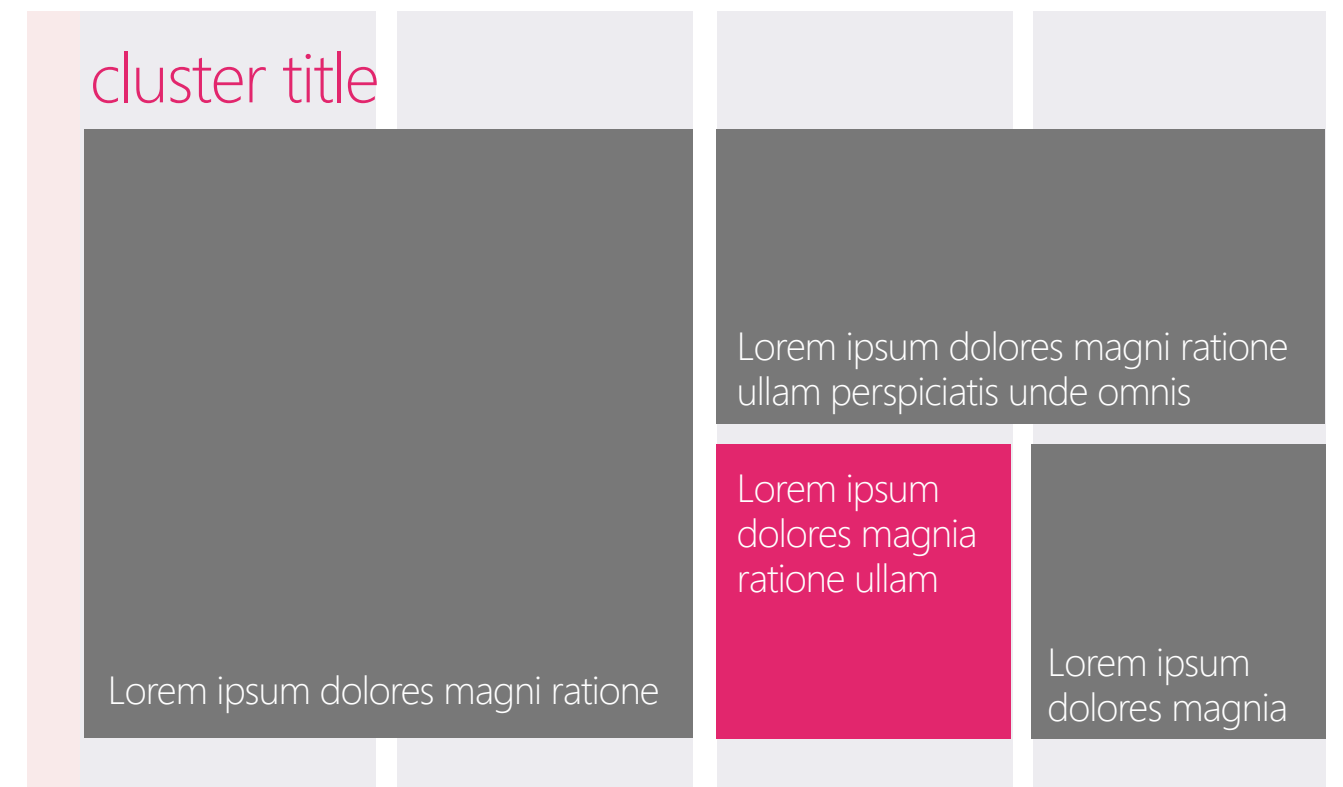 cluster title
Lorem ipsum dolores magni ratione
Lorem ipsum dolores magni ratione
ullam perspiciatis unde omnis
Lorem ipsum
dolores magnia
ratione ullam
Lorem ipsum
dolores magnia